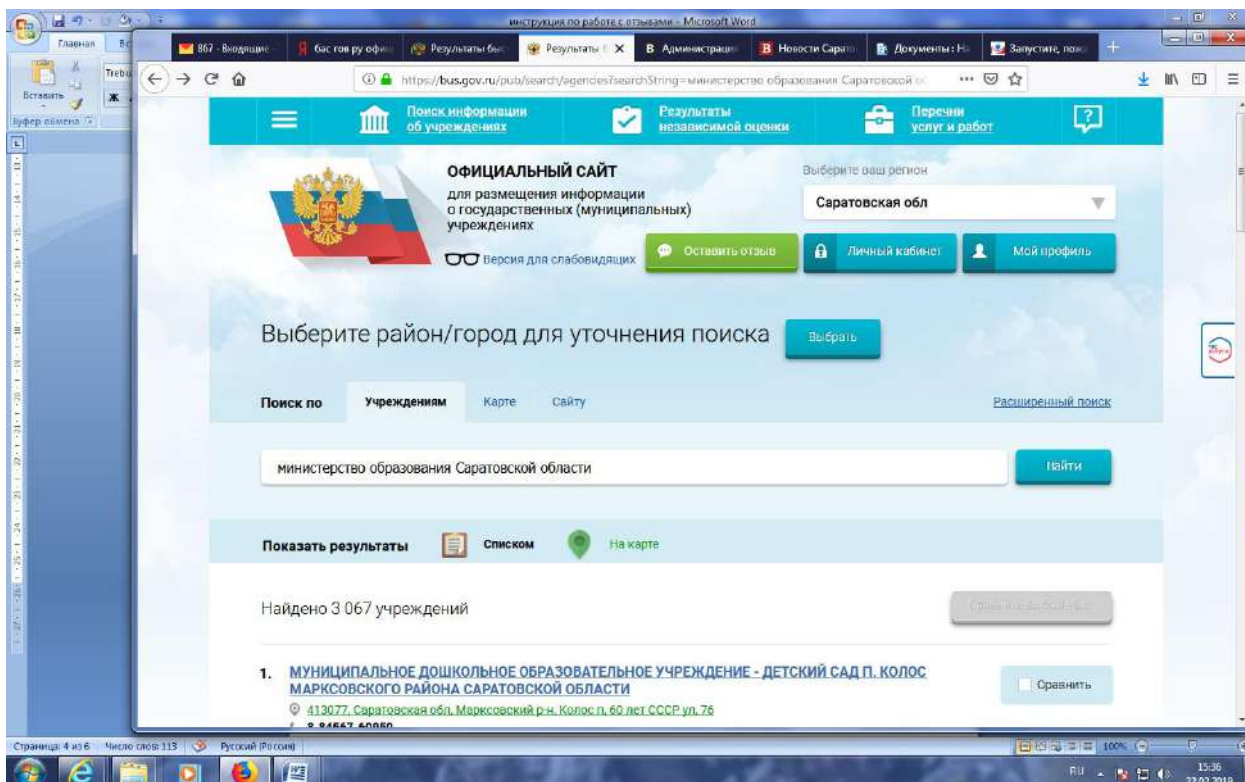 инструкция по работе с отзывами - Microsoft Word
Главная
Вставить
Буфер обмена
Ж
867 - Входящие
бас гов ру офи
Результаты быс
Результаты
Администраци
Новости Сарат
Документы : Н
Запустите, пож
https://bus.gov.ru/pub/search/agencies?searchString=министерство образования Саратовской о
Поиск информации
об учреждениях
Результаты
независимой оценки
Перечни
услуг и работ
ОФИЦИАЛЬНЫЙ САЙТ
для размещения информации
о государственных (муниципальных)
учреждениях
Версия для слабовидящих
Выберите ваш регион
Саратовская обл
Оставить отзыв
Личный кабинет
Мой профиль
Выберите район/город для уточнения поиска
Выбрать
Поиск по
Учреждениям
Карте
Сайту
Расширенный поиск
министерство образования Саратовской области
Найти
Показать результаты
Списком
На карте
Найдено 3 067 учреждений
1. МУНИЦИПАЛЬНОЕ ДОШКОЛЬНОЕ ОБРАЗОВАТЕЛЬНОЕ УЧРЕЖДЕНИЕ - ДЕТСКИЙ САД П. КОЛОС
МАРКСОВСКОГО РАЙОНА САРАТОВСКОЙ ОБЛАСТИ
413077, Саратовская обл, Марксовский р-н, Колос п, 60 лет СССР ул, 76
Сравнить
Страница: 4 из 6
Число слов: 113
Русский (Россия)
100%
RU
15:36